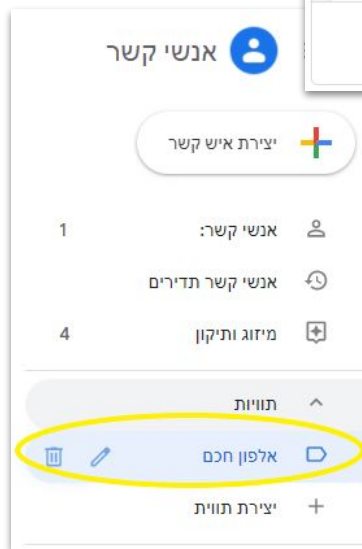 אנשי קשר
יצירת איש קשר
אנשי קשר: 1
אנשי קשר תדירים
מיזוג ותיקון 4
תוויות
אלפון חכם
יצירת תווית